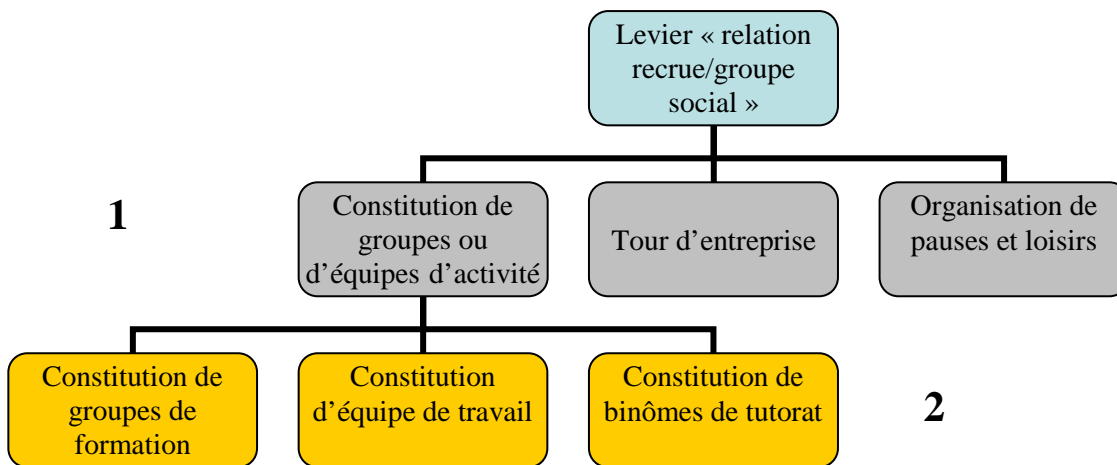 Levier « relation
recrue/groupe
social »
1
Constitution de
groupes ou
d’équipes d’activité
Tour d’entreprise
Organisation de
pauses et loisirs
Constitution de
groupes de
formation
Constitution
d’équipe de travail
Constitution de
binômes de tutorat
2